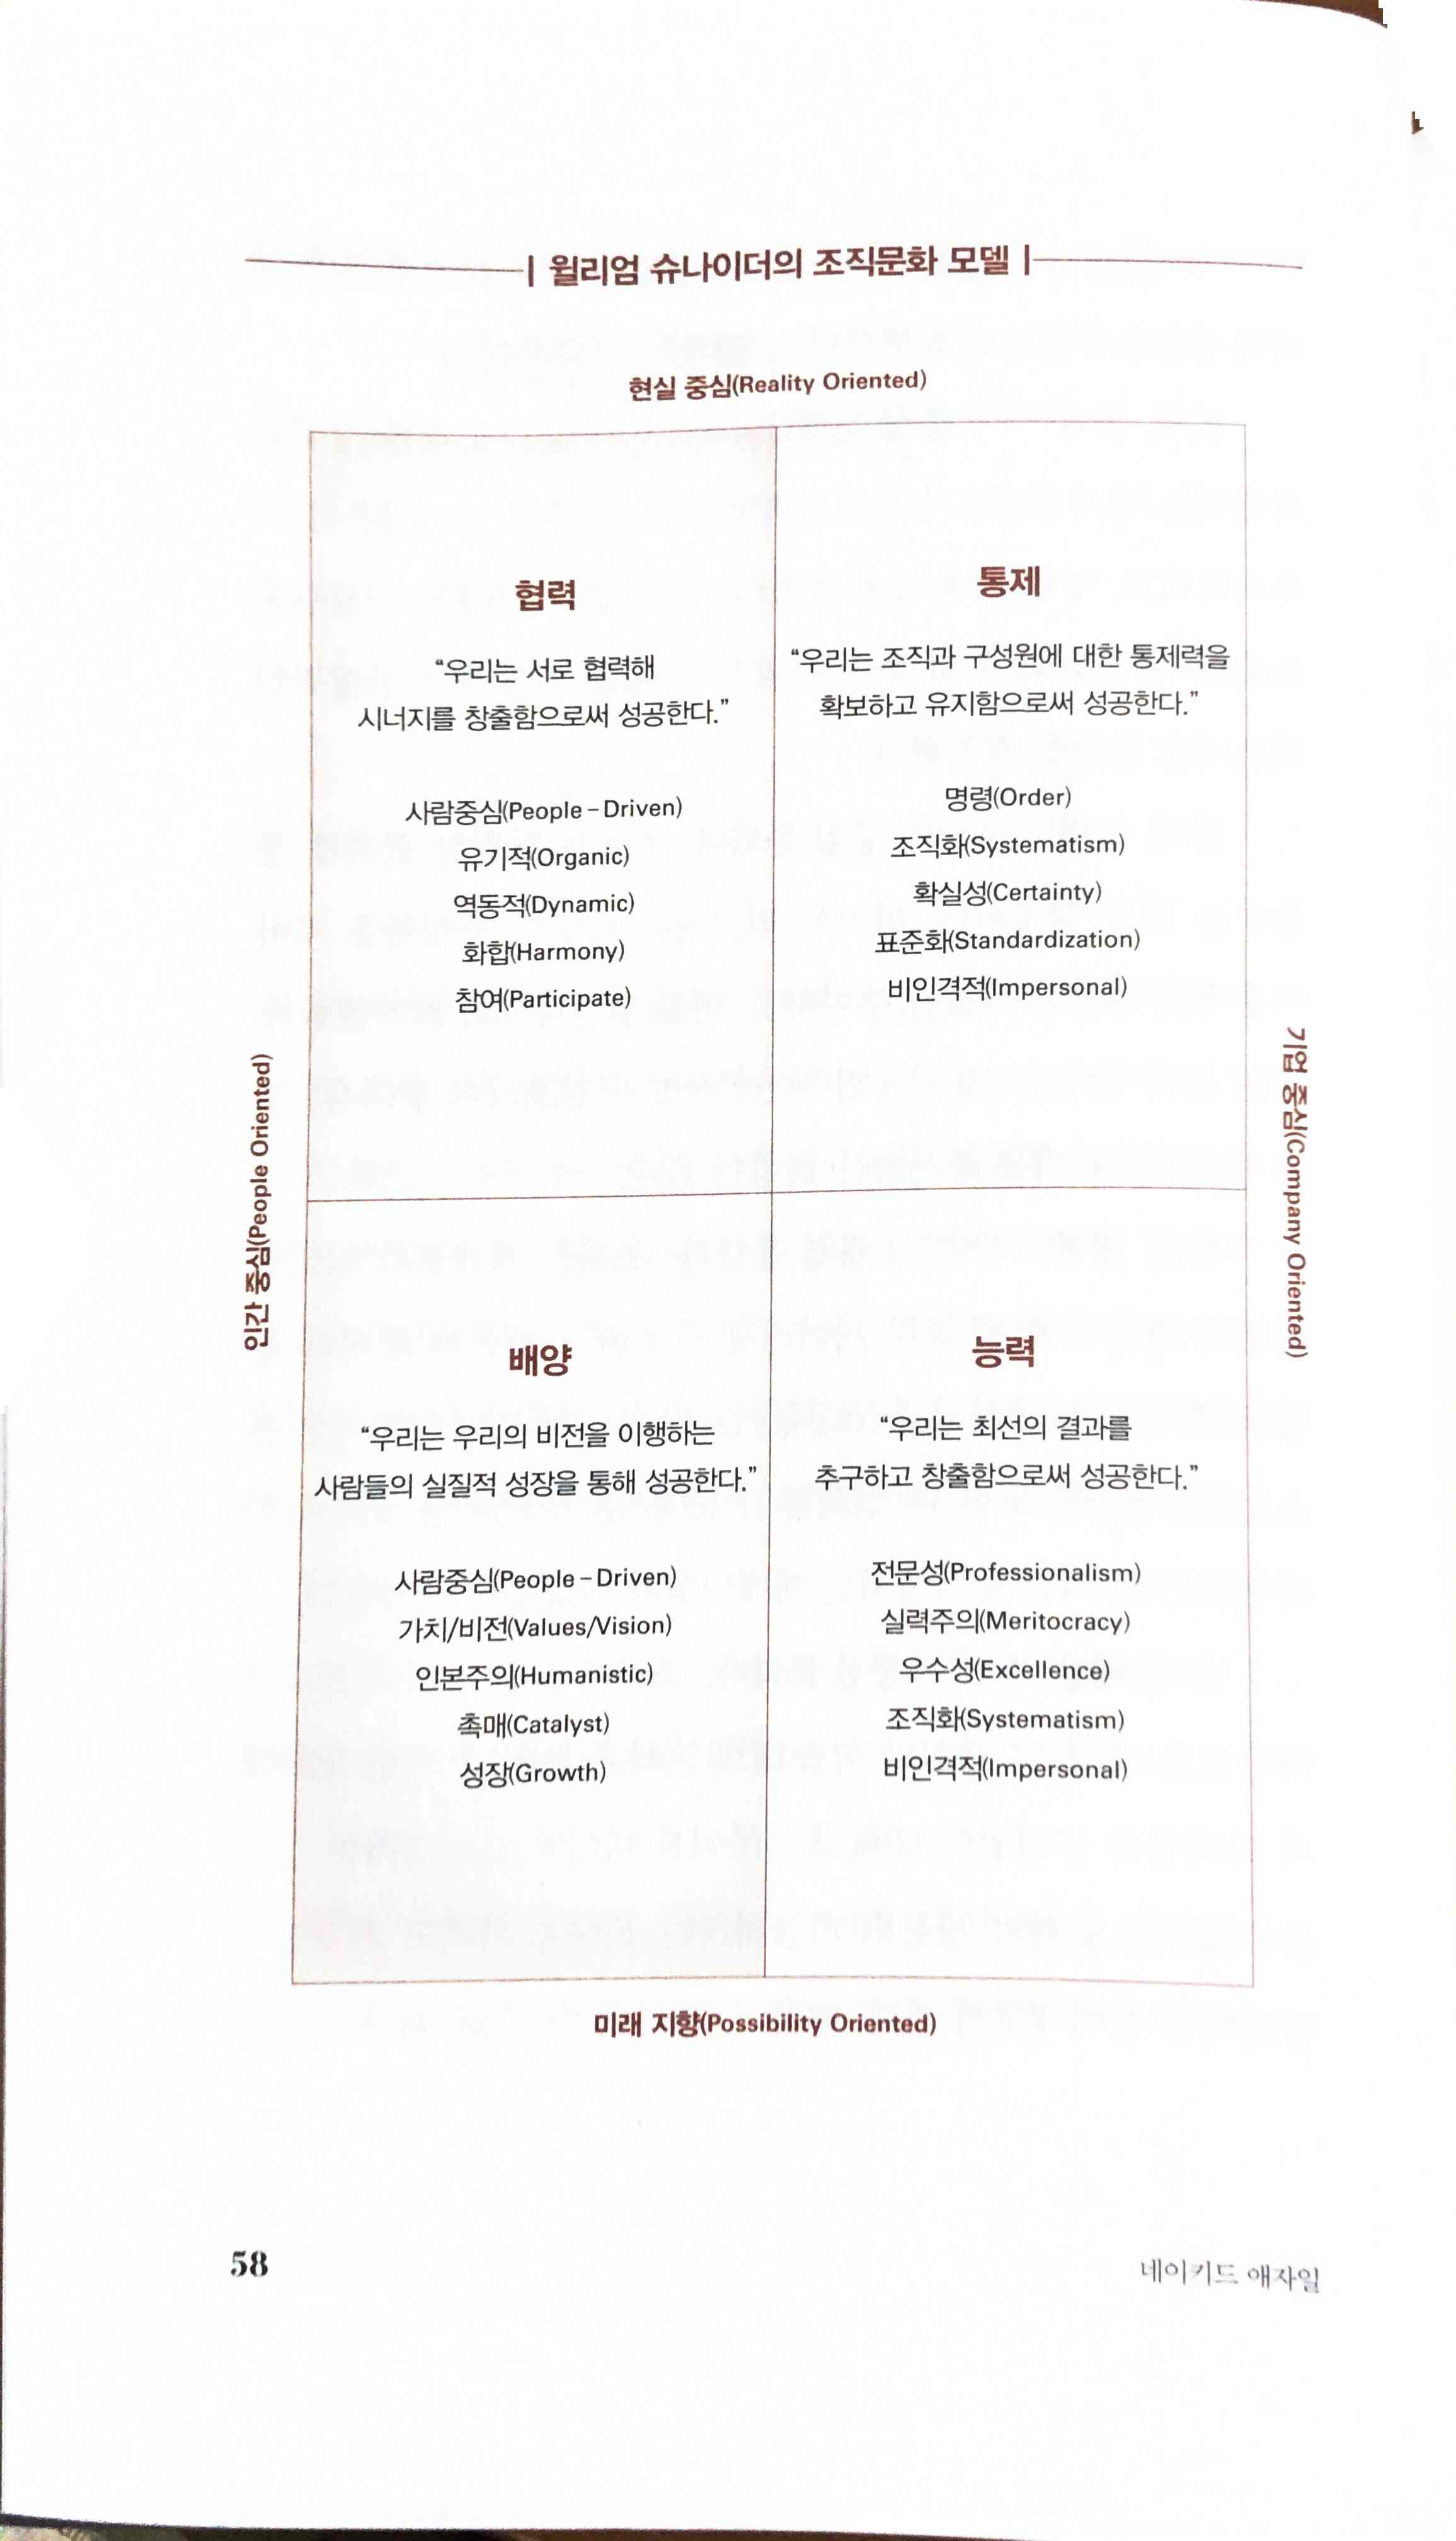 윌리엄 슈나이더의 조직문화 모델
현실 중심(Reality Oriented)
협력
“우리는 서로 협력해
시너지를 창출함으로써 성공한다.”
사람중심(People – Driven)
유기적(Organic)
역동적(Dynamic)
화합(Harmony)
참여(Participate)
통제
“우리는 조직과 구성원에 대한 통제력을
확보하고 유지함으로써 성공한다.”
명령(Order)
조직화(Systematism)
확실성(Certainty)
표준화(Standardization)
비인격적(Impersonal)
인간 중심(People Oriented)
기업 중심(Company Oriented)
배양
“우리는 우리의 비전을 이행하는
사람들의 실질적 성장을 통해 성공한다.”
사람중심(People – Driven)
가치/비전(Values/Vision)
인본주의(Humanistic)
촉매(Catalyst)
성장(Growth)
능력
“우리는 최선의 결과를
추구하고 창출함으로써 성공한다.”
전문성(Professionalism)
실력주의(Meritocracy)
우수성(Excellence)
조직화(Systematism)
비인격적(Impersonal)
미래 지향(Possibility Oriented)
58
네이키드 애자일